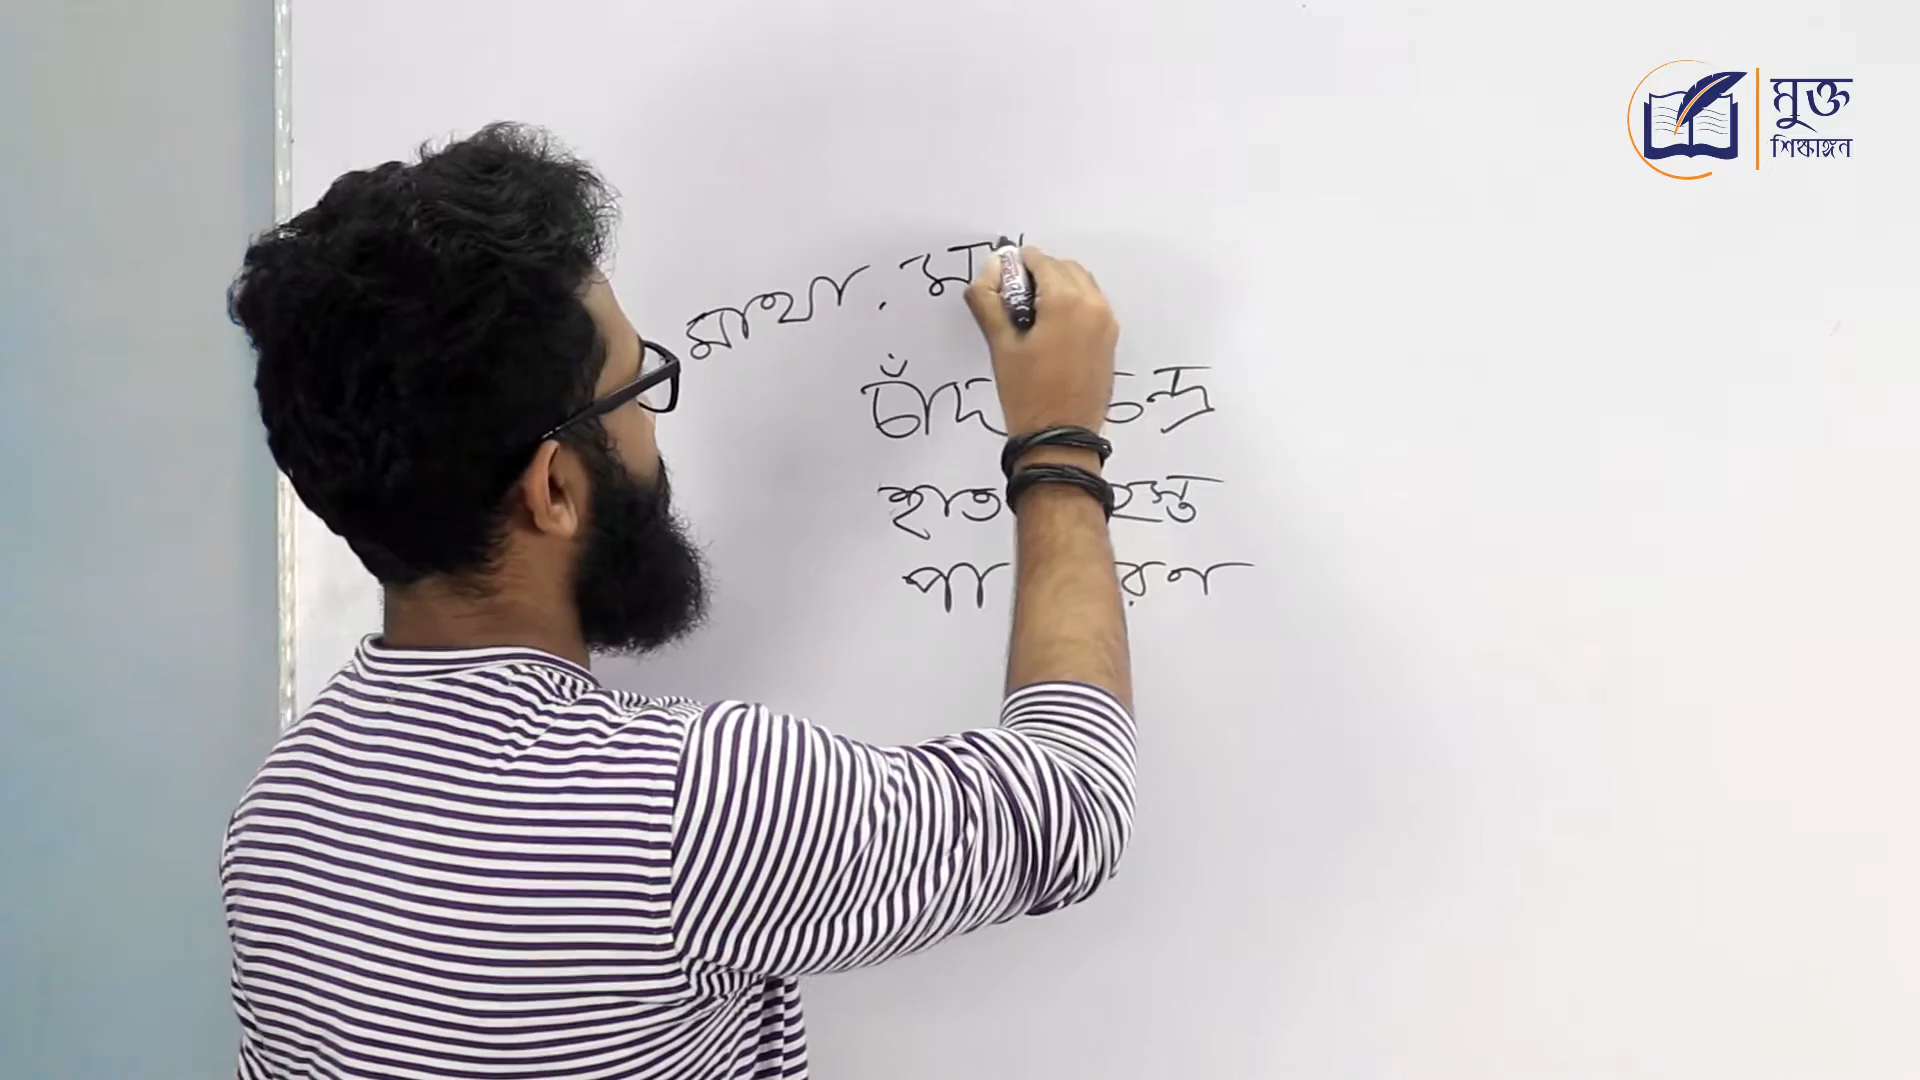 মুক্ত
শিক্ষাঙ্গন
মাথা.
চাঁদ চন্দ্র
হাত হস্ত
পা